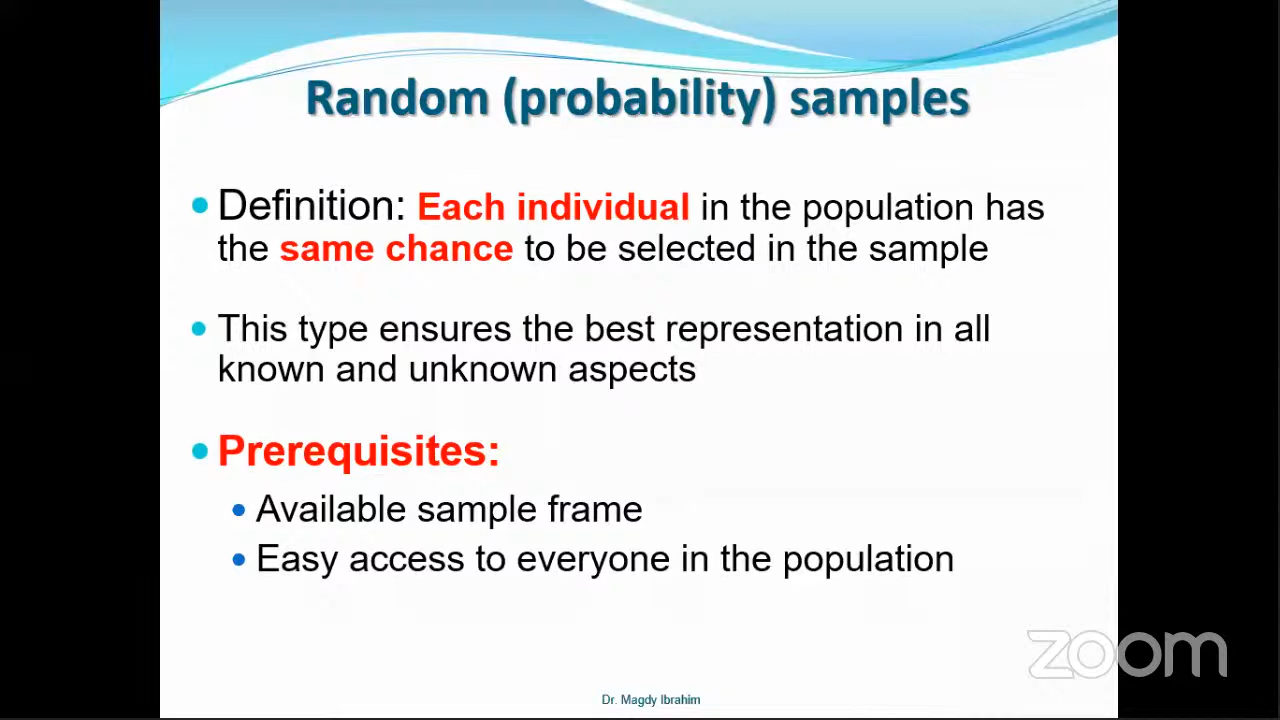 Random (probability) samples
• Definition: Each individual in the population has
the same chance to be selected in the sample
• This type ensures the best representation in all
known and unknown aspects
• Prerequisites:
• Available sample frame
• Easy access to everyone in the population
zoom
Dr. Magdy Ibrahim